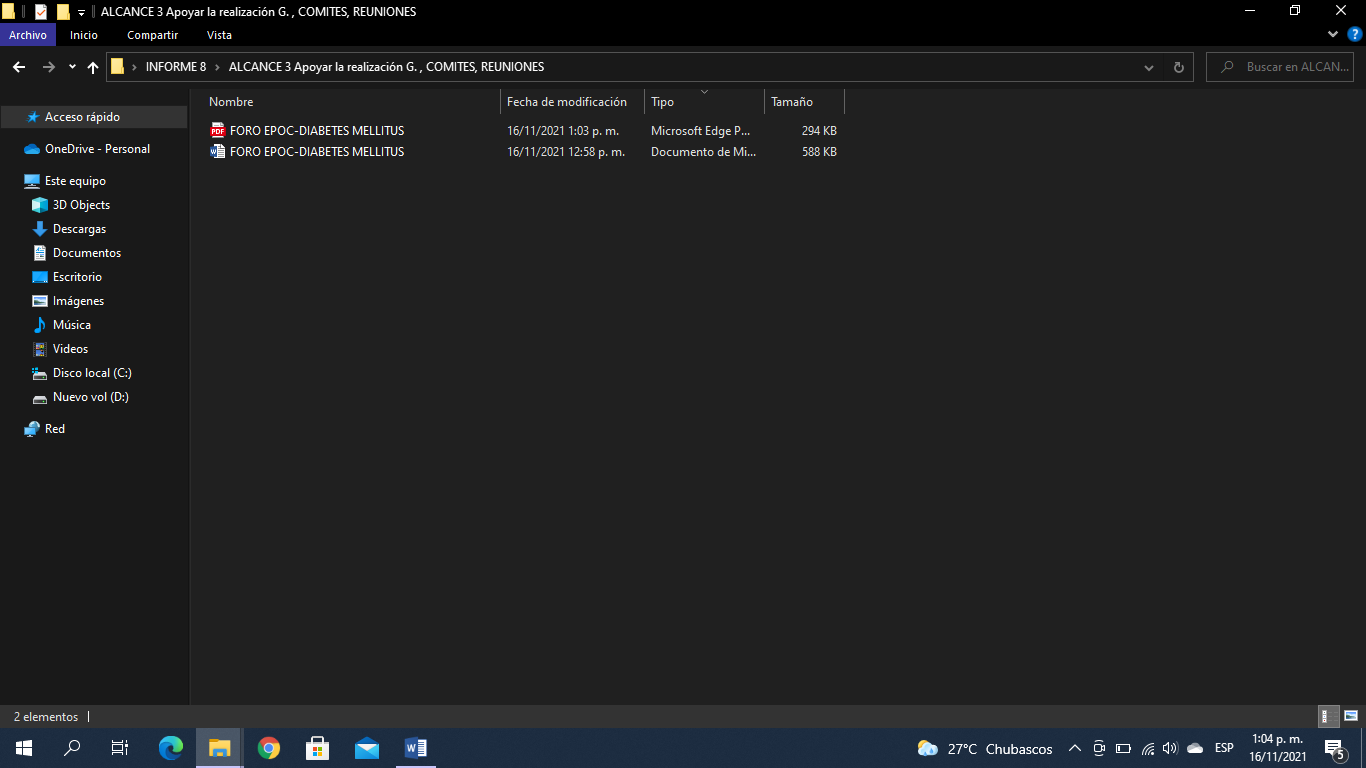 ALCANCE 3 Apoyar la realización G. , COMITES, REUNIONES
Archivo Inicio Compartir Vista
INFORME 8 › ALCANCE 3 Apoyar la realización G. , COMITES, REUNIONES
Buscar en ALCAN...
Nombre Fecha de modificación Tipo Tamaño
FORO EPOC-DIABETES MELLITUS 16/11/2021 1:03 p. m. Microsoft Edge P... 294 KB
FORO EPOC-DIABETES MELLITUS 16/11/2021 12:58 p. m. Documento de Mi... 588 KB
Acceso rápido
OneDrive - Personal
Este equipo
3D Objects
Descargas
Documentos
Escritorio
Imágenes
Música
Videos
Disco local (C:)
Nuevo vol (D:)
Red
2 elementos
27°C Chubascos ESP 1:04 p. m.
16/11/2021
5